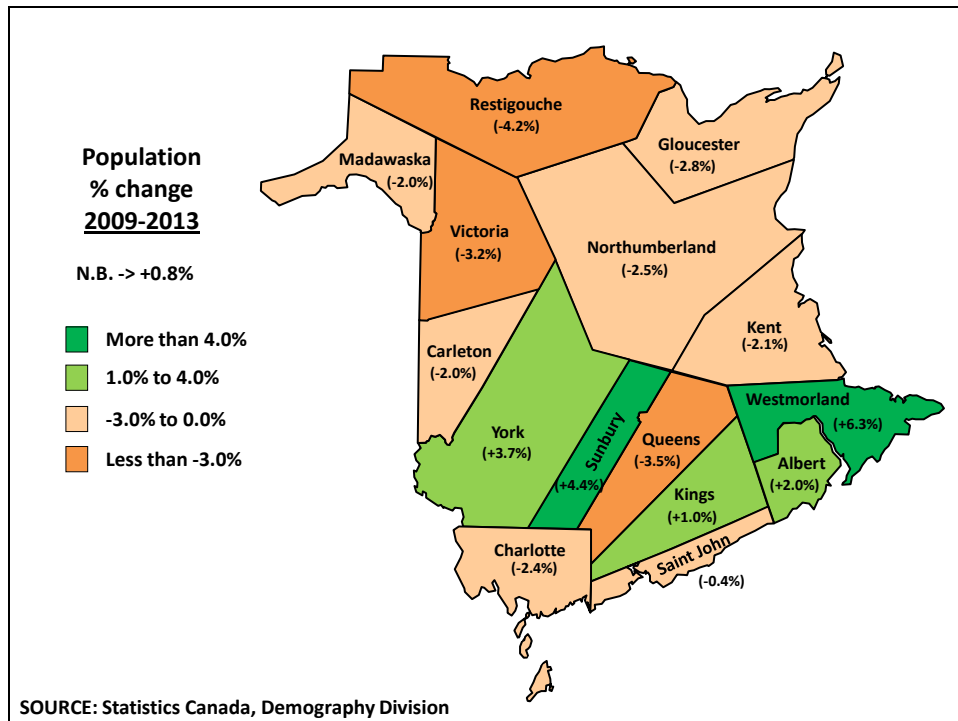 Population
% change
2009-2013
N.B. -> +0.8%
More than 4.0%
1.0% to 4.0%
-3.0% to 0.0%
Less than -3.0%
Restigouche
(-4.2%)
Gloucester
(-2.8%)
Madawaska
(-2.0%)
Victoria
(-3.2%)
Northumberland
(-2.5%)
Kent
(-2.1%)
Carleton
(-2.0%)
Westmorland
(+6.3%)
York
(+3.7%)
Sunbury
(+4.4%)
Queens
(-3.5%)
Albert
(+2.0%)
Kings
(+1.0%)
Charlotte
(-2.4%)
Saint John
(-0.4%)
SOURCE: Statistics Canada, Demography Division